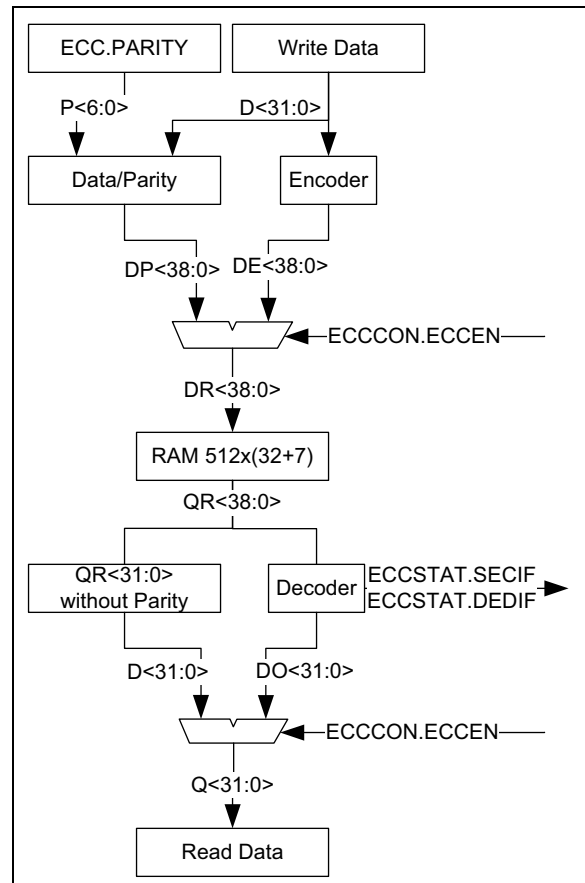 ECC.PARITY
Write Data
P<6:0>
D<31:0>
Data/Parity
Encoder
DP<38:0>
DE<38:0>
ECCCON.ECCEN
DR<38:0>
RAM 512x(32+7)
QR<38:0>
QR<31:0>
without Parity
Decoder
ECCSTAT.SECIF
ECCSTAT.DEDIF
D<31:0>
DO<31:0>
ECCCON.ECCEN
Q<31:0>
Read Data